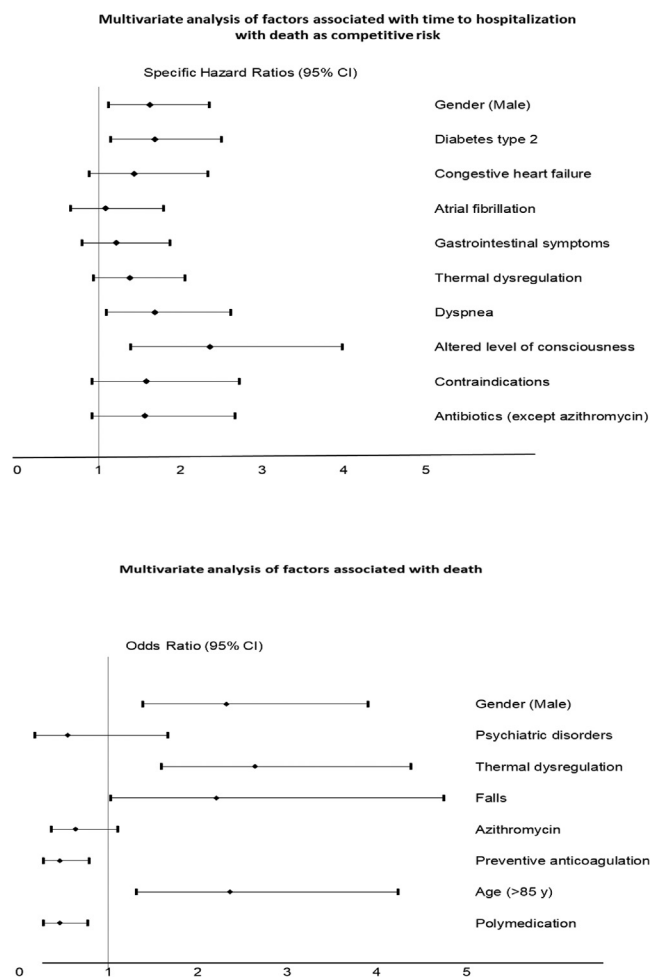 Multivariate analysis of factors associated with time to hospitalization
with death as competitive risk
Specific Hazard Ratios (95% CI)
Gender (Male)
Diabetes type 2
Congestive heart failure
Atrial fibrillation
Gastrointestinal symptoms
Thermal dysregulation
Dyspnea
Altered level of consciousness
Contraindications
Antibiotics (except azithromycin)
0 1 2 3 4 5
Multivariate analysis of factors associated with death
Odds Ratio (95% CI)
Gender (Male)
Psychiatric disorders
Thermal dysregulation
Falls
Azithromycin
Preventive anticoagulation
Age (>85 y)
Polymedication
0 1 2 3 4 5